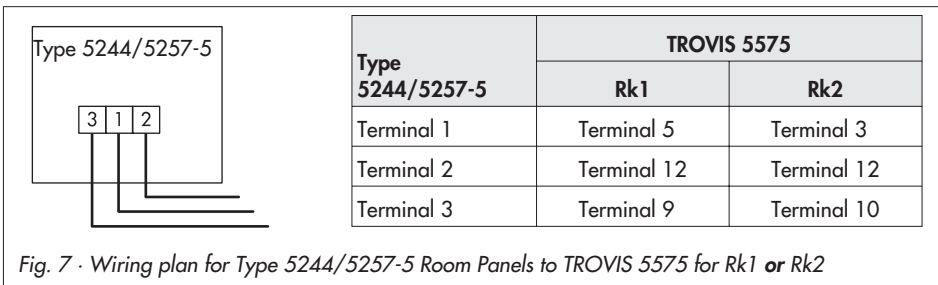 Type 5244/5257-5
3 1 2
Type
5244/5257-5
TROVIS 5575
Rk1 Rk2
Terminal 1 Terminal 5 Terminal 3
Terminal 2 Terminal 12 Terminal 12
Terminal 3 Terminal 9 Terminal 10
Fig. 7 · Wiring plan for Type 5244/5257-5 Room Panels to TROVIS 5575 for Rk1 or Rk2